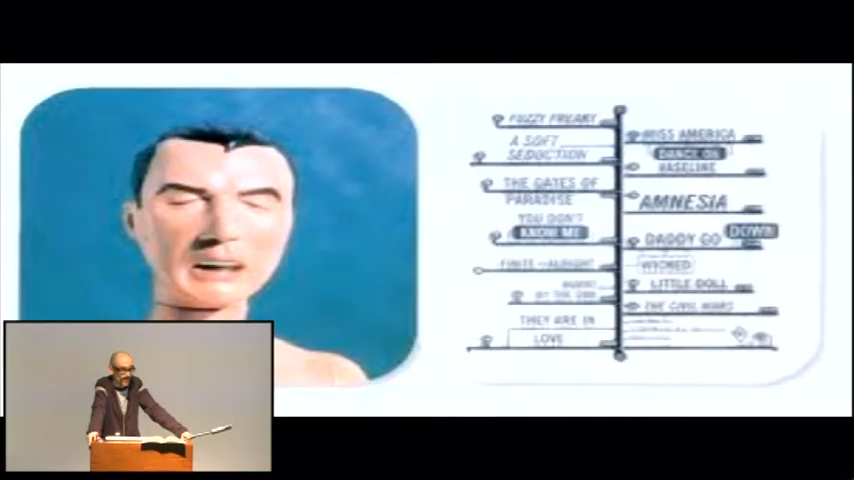 FUZZY FREAKY
A SOFT
SEDUCTION
THE GATES OF
PARADISE
YOU DON'T
KNOW ME
FINITE =ALRIGHT
THEY ARE IN
LOVE
MISS AMERICA
DANCE ON
VASELINE
AMNESIA
DADDY GO DOWN
WICKED
LITTLE DOLL
THE CIVIL WARS